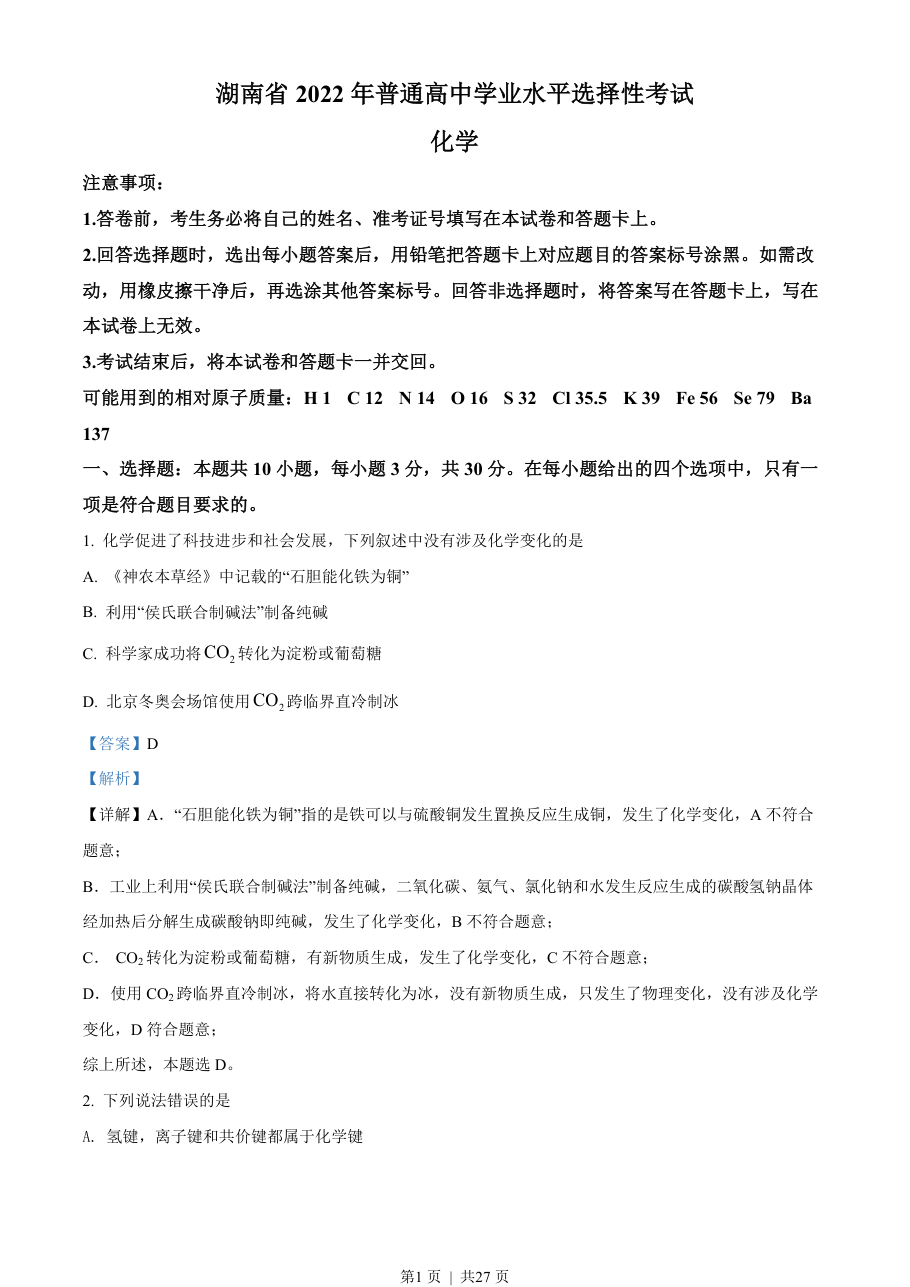 湖南省 2022 年普通高中学业水平选择性考试
化学
注意事项：
1.答卷前，考生务必将自己的姓名、准考证号填写在本试卷和答题卡上。
2.回答选择题时，选出每小题答案后，用铅笔把答题卡上对应题目的答案标号涂黑。如需改
动，用橡皮擦干净后，再选涂其他答案标号。回答非选择题时，将答案写在答题卡上，写在
本试卷上无效。
3.考试结束后，将本试卷和答题卡一并交回。
可能用到的相对原子质量：H 1 C 12 N 14 O 16 S 32 Cl 35.5 K 39 Fe 56 Se 79 Ba
137
一、选择题：本题共 10 小题，每小题 3 分，共 30 分。在每小题给出的四个选项中，只有一
项是符合题目要求的。
1. 化学促进了科技进步和社会发展，下列叙述中没有涉及化学变化的是
A. 《神农本草经》中记载的“石胆能化铁为铜”
B. 利用“侯氏联合制碱法”制备纯碱
C. 科学家成功将 CO₂ 转化为淀粉或葡萄糖
D. 北京冬奥会场馆使用 CO₂ 跨临界直冷制冰
【答案】D
【解析】
【详解】A．“石胆能化铁为铜”指的是铁可以与硫酸铜发生置换反应生成铜，发生了化学变化，A 不符合
题意；
B．工业上利用“侯氏联合制碱法”制备纯碱，二氧化碳、氨气、氯化钠和水发生反应生成的碳酸氢钠晶体
经加热后分解生成碳酸钠即纯碱，发生了化学变化，B 不符合题意；
C． CO₂ 转化为淀粉或葡萄糖，有新物质生成，发生了化学变化，C 不符合题意；
D．使用 CO₂ 跨临界直冷制冰，将水直接转化为冰，没有新物质生成，只发生了物理变化，没有涉及化学
变化，D 符合题意；
综上所述，本题选 D。
2. 下列说法错误的是
A. 氢键，离子键和共价键都属于化学键
第1 页 | 共27 页